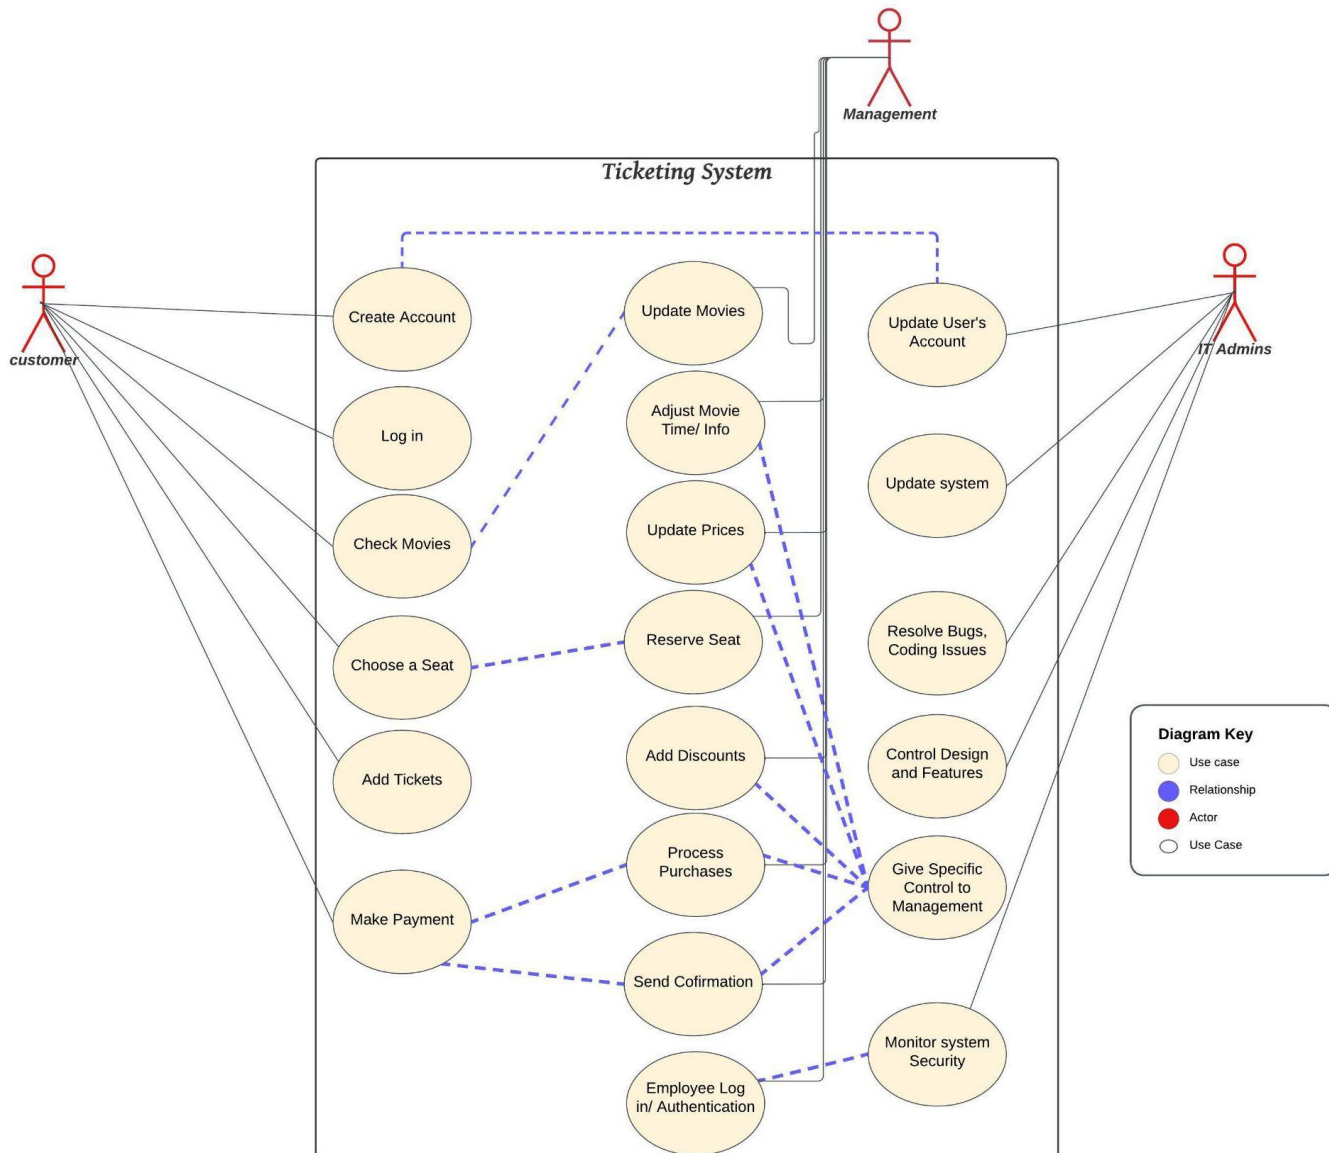 Management
Ticketing System
customer
IT Admins
Create Account
Log in
Check Movies
Choose a Seat
Add Tickets
Make Payment
Update Movies
Adjust Movie
Time/ Info
Update Prices
Reserve Seat
Add Discounts
Process
Purchases
Send Cofirmation
Employee Log
in/ Authentication
Update User's
Account
Update system
Resolve Bugs,
Coding Issues
Control Design
and Features
Give Specific
Control to
Management
Monitor system
Security
Diagram Key
Use case
Relationship
Actor
Use Case